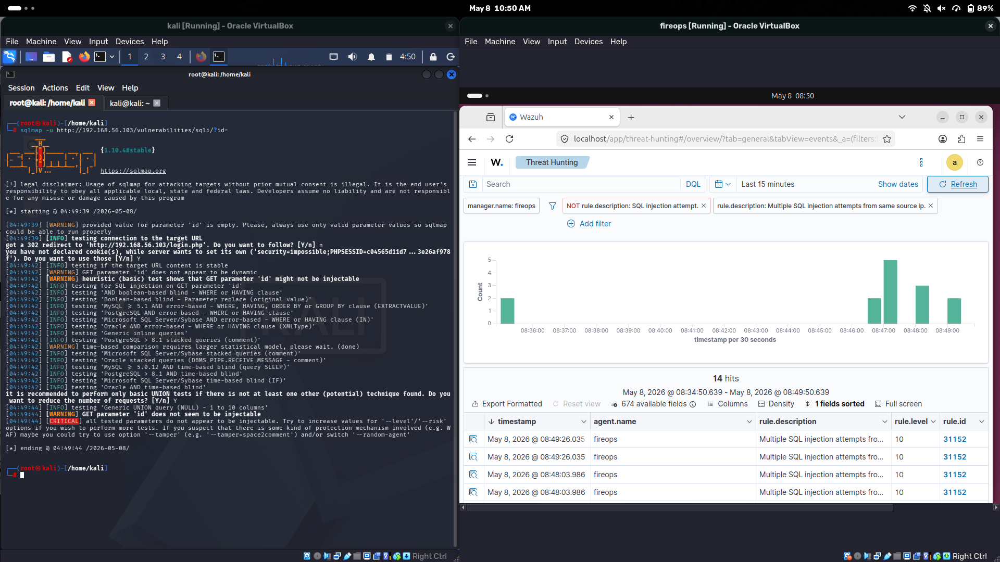 May 8  10:50 AM
89%
kali [Running] - Oracle VirtualBox
File Machine View Input Devices Help
1 2 3 4
4:50
root@kali: /home/kali
Session Actions Edit View Help
root@kali: /home/kali
kali@kali: ~
┌──(root㉿kali)-[/home/kali]
└─# sqlmap -u http://192.168.56.103/vulnerabilities/sqli/?id=
{1.10.4#stable}
https://sqlmap.org
[!] legal disclaimer: Usage of sqlmap for attacking targets without prior mutual consent is illegal. It is the end user's
responsibility to obey all applicable local, state and federal laws. Developers assume no liability and are not responsibl
e for any misuse or damage caused by this program
[*] starting @ 04:49:39 /2026-05-08/
[04:49:39] [WARNING] provided value for parameter 'id' is empty. Please, always use only valid parameter values so sqlmap
could be able to run properly
[04:49:39] [INFO] testing connection to the target URL
got a 302 redirect to 'http://192.168.56.103/login.php'. Do you want to follow? [Y/n] n
you have not declared cookie(s), while server wants to set its own ('security=impossible;PHPSESSID=c04565d11d7...3e26af978
f'). Do you want to use those [Y/n] Y
[04:49:42] [INFO] testing if the target URL content is stable
[04:49:42] [WARNING] GET parameter 'id' does not appear to be dynamic
[04:49:42] [WARNING] heuristic (basic) test shows that GET parameter 'id' might not be injectable
[04:49:42] [INFO] testing for SQL injection on GET parameter 'id'
[04:49:42] [INFO] testing 'AND boolean-based blind - WHERE or HAVING clause'
[04:49:42] [INFO] testing 'Boolean-based blind - Parameter replace (original value)'
[04:49:42] [INFO] testing 'MySQL >= 5.1 AND error-based - WHERE, HAVING, ORDER BY or GROUP BY clause (EXTRACTVALUE)'
[04:49:42] [INFO] testing 'PostgreSQL AND error-based - WHERE or HAVING clause'
[04:49:42] [INFO] testing 'Microsoft SQL Server/Sybase AND error-based - WHERE or HAVING clause (IN)'
[04:49:42] [INFO] testing 'Oracle AND error-based - WHERE or HAVING clause (XMLType)'
[04:49:42] [INFO] testing 'Generic inline queries'
[04:49:42] [INFO] testing 'PostgreSQL > 8.1 stacked queries (comment)'
[04:49:42] [WARNING] time-based comparison requires larger statistical model, please wait. (done)
[04:49:42] [INFO] testing 'Microsoft SQL Server/Sybase stacked queries (comment)'
[04:49:42] [INFO] testing 'Oracle stacked queries (DBMS_PIPE.RECEIVE_MESSAGE - comment)'
[04:49:42] [INFO] testing 'MySQL >= 5.0.12 AND time-based blind (query SLEEP)'
[04:49:42] [INFO] testing 'PostgreSQL > 8.1 AND time-based blind'
[04:49:42] [INFO] testing 'Microsoft SQL Server/Sybase time-based blind (IF)'
[04:49:42] [INFO] testing 'Oracle AND time-based blind'
it is recommended to perform only basic UNION tests if there is not at least one other (potential) technique found. Do you
want to reduce the number of requests? [Y/n] Y
[04:49:44] [INFO] testing 'Generic UNION query (NULL) - 1 to 10 columns'
[04:49:44] [WARNING] GET parameter 'id' does not seem to be injectable
[04:49:44] [CRITICAL] all tested parameters do not appear to be injectable. Try to increase values for '--level'/'--risk'
options if you wish to perform more tests. If you suspect that there is some kind of protection mechanism involved (e.g. W
AF) maybe you could try to use option '--tamper' (e.g. '--tamper=space2comment') and/or switch '--random-agent'
[*] ending @ 04:49:44 /2026-05-08/
┌──(root㉿kali)-[/home/kali]
└─#
Right Ctrl
fireops [Running] - Oracle VirtualBox
File Machine View Input Devices Help
May 8  08:50
Wazuh
localhost/app/threat-hunting#/overview/?tab=general&tabView=events&_a=(filters:
W. Threat Hunting a
Search DQL Last 15 minutes Show dates Refresh
manager.name: fireops NOT rule.description: SQL injection attempt. rule.description: Multiple SQL injection attempts from same source ip.
Add filter
Count
5
4
3
2
1
0
08:36:00 08:37:00 08:38:00 08:39:00 08:40:00 08:41:00 08:42:00 08:43:00 08:44:00 08:45:00 08:46:00 08:47:00 08:48:00 08:49:00
timestamp per 30 seconds
14 hits
May 8, 2026 @ 08:34:50.639 - May 8, 2026 @ 08:49:50.639
Export Formatted Reset view 674 available fields Columns Density 1 fields sorted Full screen
timestamp agent.name rule.description rule.level rule.id
May 8, 2026 @ 08:49:26.035 fireops Multiple SQL injection attempts fro... 10 31152
May 8, 2026 @ 08:49:26.035 fireops Multiple SQL injection attempts fro... 10 31152
May 8, 2026 @ 08:48:03.986 fireops Multiple SQL injection attempts fro... 10 31152
May 8, 2026 @ 08:48:03.986 fireops Multiple SQL injection attempts fro... 10 31152
Right Ctrl